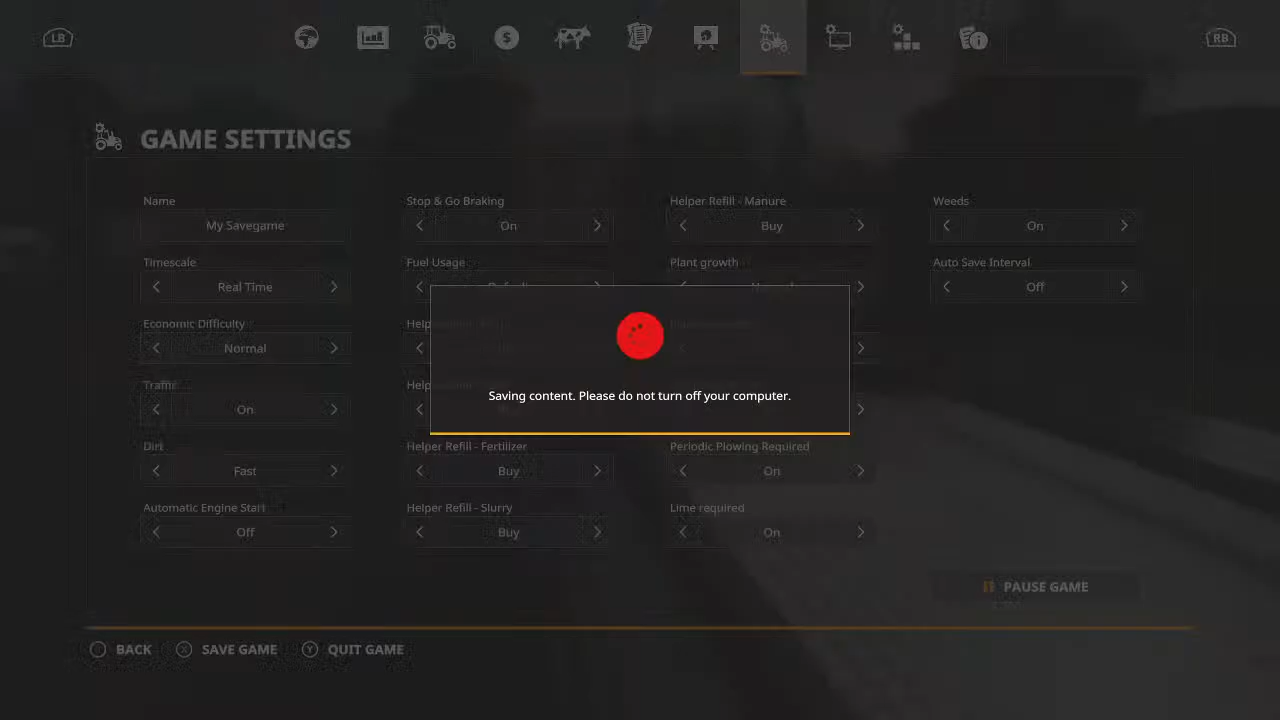 LB
RB
GAME SETTINGS
Name
My Savegame
Timescale
Real Time
Economic Difficulty
Normal
Traffic
On
Dirt
Fast
Automatic Engine Start
Off
Stop & Go Braking
On
Fuel Usage
Default
Help
Help
Helper Refill - Fertilizer
Buy
Helper Refill - Slurry
Buy
Helper Refill - Manure
Buy
Plant growth
Periodic Plowing Required
On
Lime required
On
Weeds
On
Auto Save Interval
Off
Saving content. Please do not turn off your computer.
PAUSE GAME
BACK
X SAVE GAME
Y QUIT GAME